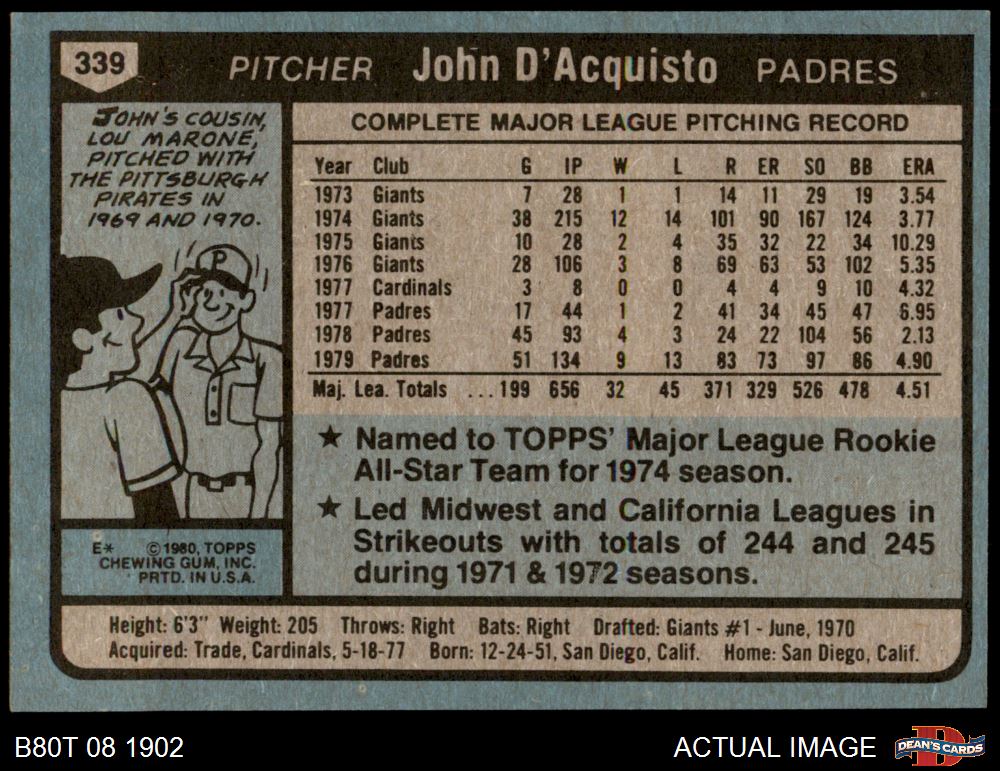 339
PITCHER John D'Acquisto PADRES
JOHN'S COUSIN,
LOU MARONE,
PITCHED WITH
THE PITTSBURGH
PIRATES IN
1969 AND 1970.
P
E* © 1980, TOPPS
CHEWING GUM, INC.
PRTD. IN U.S.A.
COMPLETE MAJOR LEAGUE PITCHING RECORD
Year Club G IP W L R ER SO BB ERA
1973 Giants 7 28 1 1 14 11 29 19 3.54
1974 Giants 38 215 12 14 101 90 167 124 3.77
1975 Giants 10 28 2 4 35 32 22 34 10.29
1976 Giants 28 106 3 8 69 63 53 102 5.35
1977 Cardinals 3 8 0 0 4 4 9 10 4.32
1977 Padres 17 44 1 2 41 34 45 47 6.95
1978 Padres 45 93 4 3 24 22 104 56 2.13
1979 Padres 51 134 9 13 83 73 97 86 4.90
Maj. Lea. Totals ...199 656 32 45 371 329 526 478 4.51
★ Named to TOPPS' Major League Rookie
All-Star Team for 1974 season.
★ Led Midwest and California Leagues in
Strikeouts with totals of 244 and 245
during 1971 & 1972 seasons.
Height: 6'3" Weight: 205 Throws: Right Bats: Right Drafted: Giants #1 - June, 1970
Acquired: Trade, Cardinals, 5-18-77 Born: 12-24-51, San Diego, Calif. Home: San Diego, Calif.
B80T 08 1902
ACTUAL IMAGE
D
DEAN'S CARDS